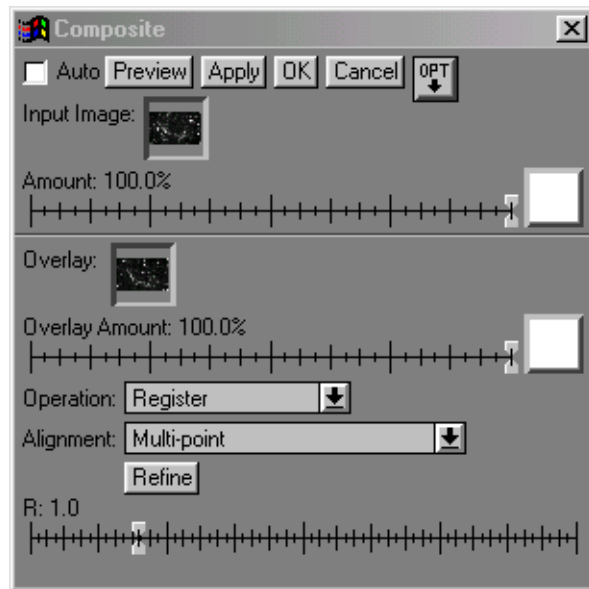 Composite
Auto Preview Apply OK Cancel OPT
Input Image:
Amount: 100.0%
Overlay:
Overlay Amount: 100.0%
Operation: Register
Alignment: Multi-point
Refine
R: 1.0